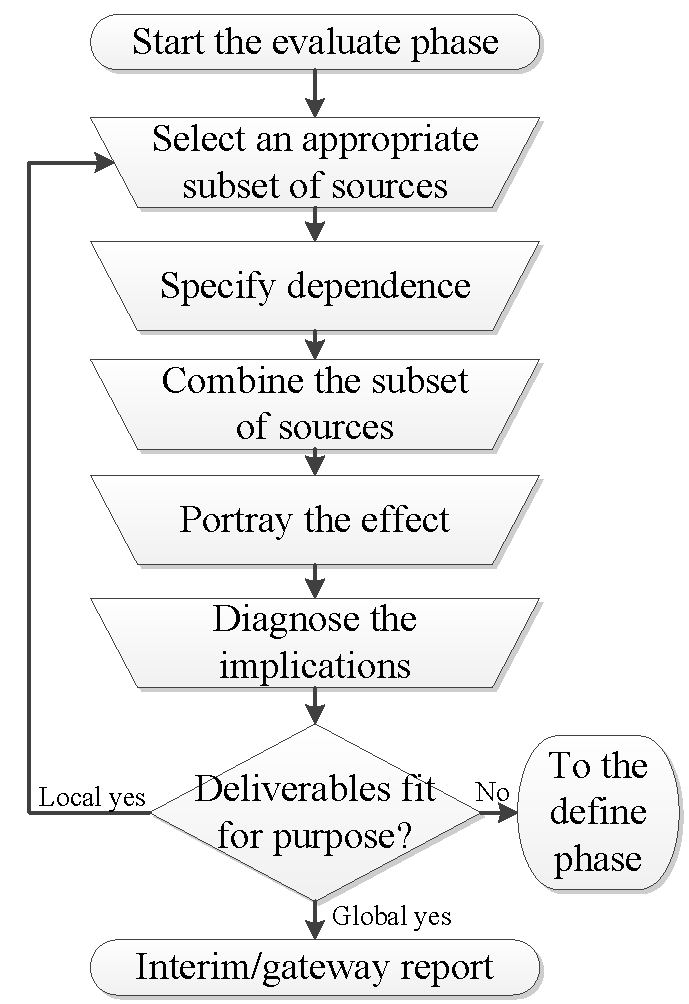 Start the evaluate phase
Select an appropriate
subset of sources
Specify dependence
Combine the subset
of sources
Portray the effect
Diagnose the
implications
Deliverables fit
for purpose?
Local yes
No
To the
define
phase
Global yes
Interim/gateway report